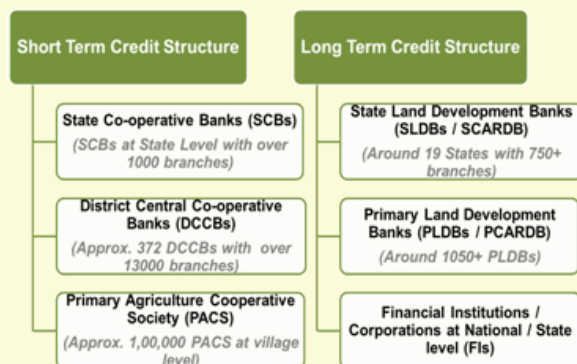 Short Term Credit Structure
State Co-operative Banks (SCBs)
(SCBs at State Level with over
1000 branches)
District Central Co-operative
Banks (DCCBs)
(Approx. 372 DCCBs with over
13000 branches)
Primary Agriculture Cooperative
Society (PACS)
(Approx. 1,00,000 PACS at village
level)
Long Term Credit Structure
State Land Development Banks
(SLDBs / SCARDB)
(Around 19 States with 750+
branches)
Primary Land Development
Banks (PLDBs / PCARDB)
(Around 1050+ PLDBs)
Financial Institutions /
Corporations at National / State
level (FIs)